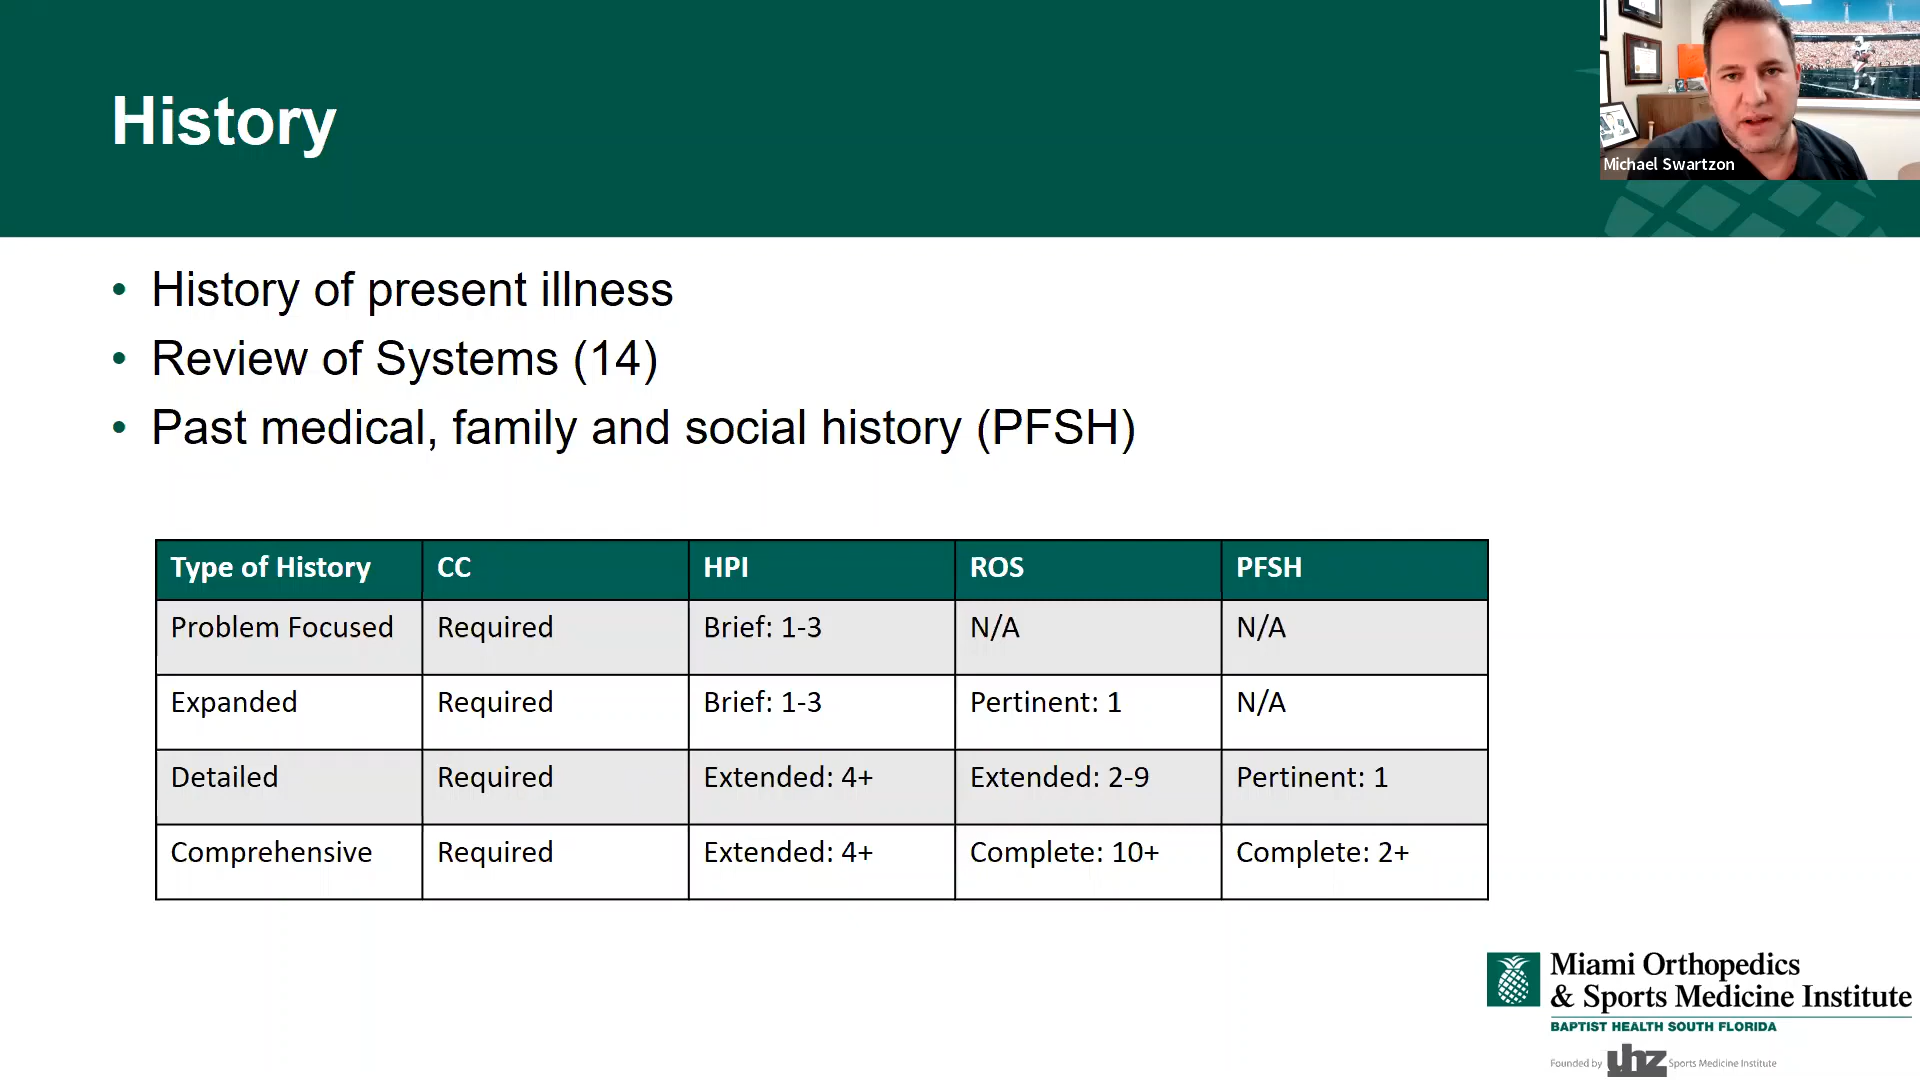 History
Michael Swartzon
• History of present illness
• Review of Systems (14)
• Past medical, family and social history (PFSH)
Type of History CC HPI ROS PFSH
Problem Focused Required Brief: 1-3 N/A N/A
Expanded Required Brief: 1-3 Pertinent: 1 N/A
Detailed Required Extended: 4+ Extended: 2-9 Pertinent: 1
Comprehensive Required Extended: 4+ Complete: 10+ Complete: 2+
Miami Orthopedics
& Sports Medicine Institute
BAPTIST HEALTH SOUTH FLORIDA
Founded by uhz Sports Medicine Institute